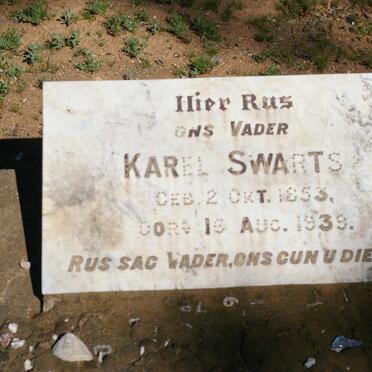 Hier Rus
ONS VADER
KAREL SWARTS
GEB. 2 OKT. 1853.
GORV 16 AUG. 1939.
RUS SAG VADER, ONS GUN U DIE